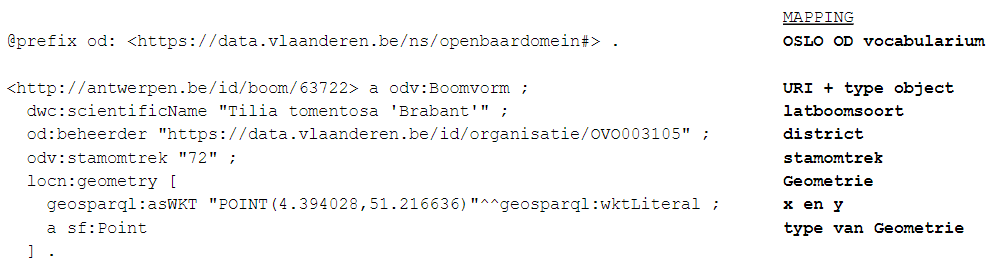 MAPPING
@prefix od: <https://data.vlaanderen.be/ns/openbaardomein#> . OSLO OD vocabularium
<http://antwerpen.be/id/boom/63722> a odv:Boomvorm ; URI + type object
dwc:scientificName "Tilia tomentosa 'Brabant'" ; latboomsoort
od:beheerder "https://data.vlaanderen.be/id/organisatie/OVO003105" ; district
odv:stamomtrek "72" ; stamomtrek
locn:geometry [ Geometrie
geosparql:asWKT "POINT(4.394028,51.216636)"^^geosparql:wktLiteral ; x en y
a sf:Point type van Geometrie
] .